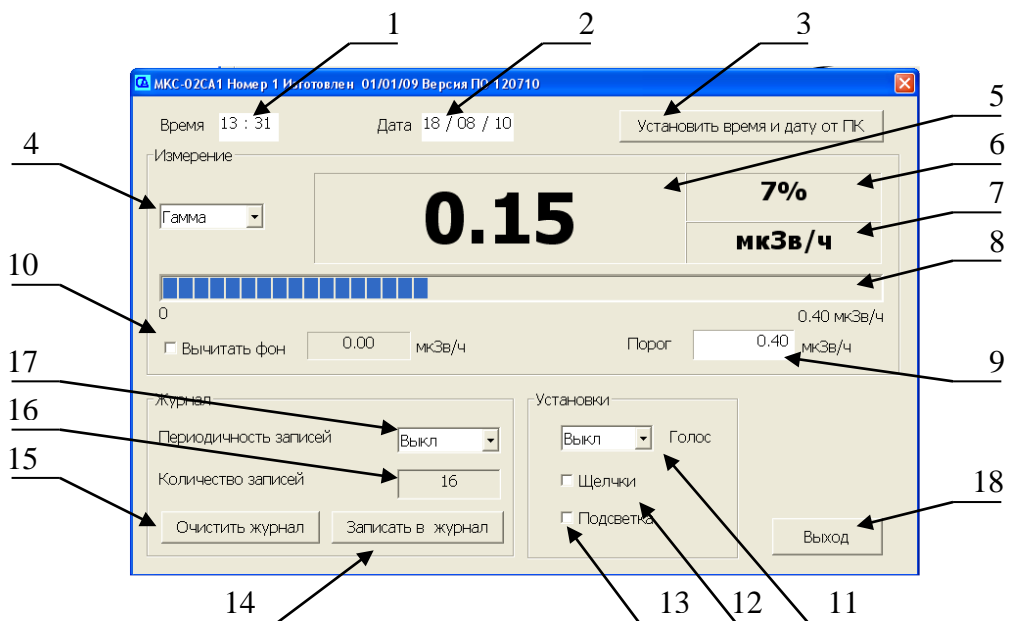 1 2 3
МКС-02СА1 Номер 1 Изготовлен 01/01/09 Версия ПО 120710
Время 13 : 31 Дата 18 / 08 / 10 Установить время и дату от ПК
5
4 Измерение 6
Гамма 0.15 7%
7
мкЗв/ч
8
10
0 0.40 мкЗв/ч
Вычитать фон 0.00 мкЗв/ч Порог 0.40 мкЗв/ч
9
17
Журнал Установки
16
Периодичность записей Выкл Выкл Голос
15
Количество записей 16 Щелчки
18
Очистить журнал Записать в журнал Подсветка Выход
14 13 12 11